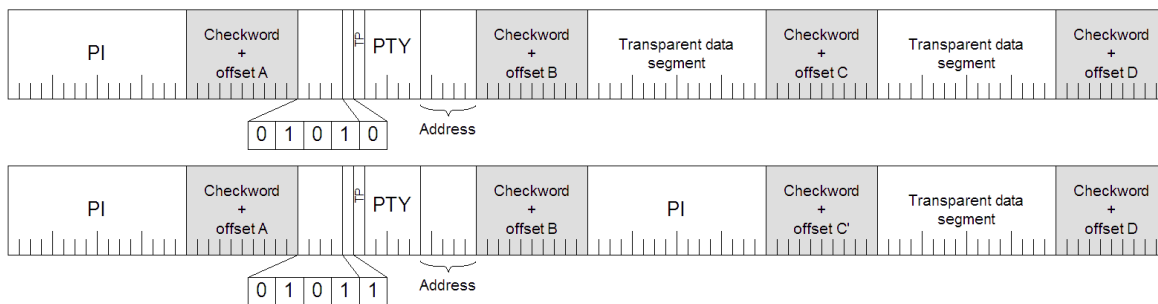 PI
Checkword
+
offset A
TP
PTY
Checkword
+
offset B
Transparent data
segment
Checkword
+
offset C
Transparent data
segment
Checkword
+
offset D
0 1 0 1 0
Address
PI
Checkword
+
offset A
TP
PTY
Checkword
+
offset B
PI
Checkword
+
offset C'
Transparent data
segment
Checkword
+
offset D
0 1 0 1 1
Address